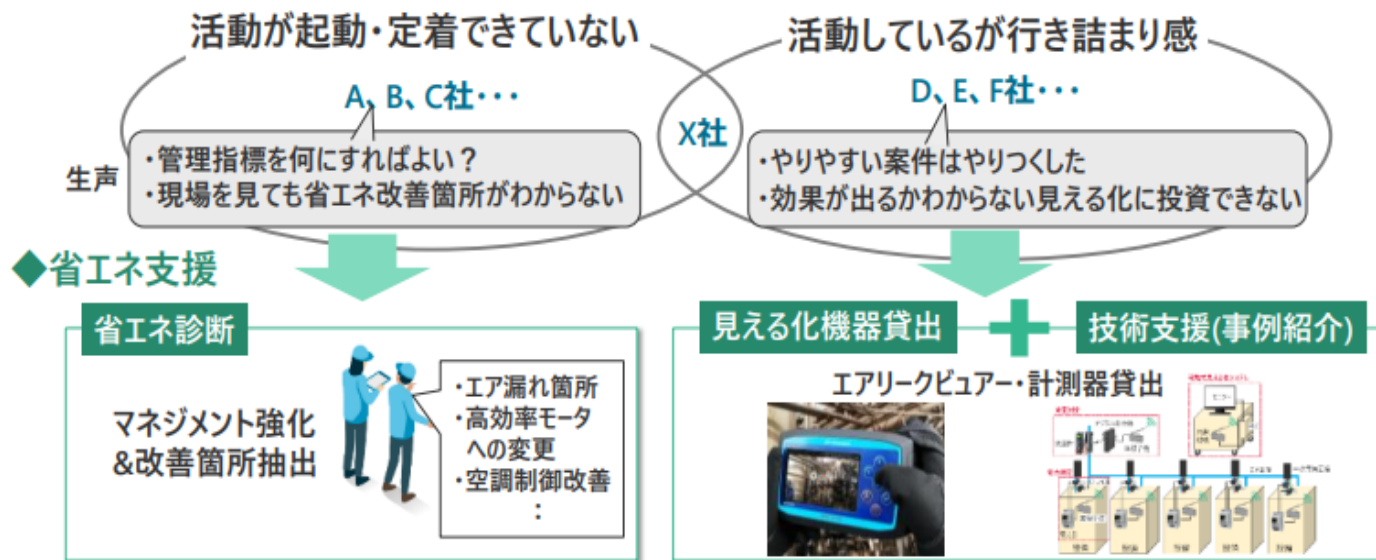 活動が起動・定着できていない
活動しているが行き詰まり感
A、B、C社・・・
D、E、F社・・・
X社
生声
・管理指標を何にすればよい？
・現場を見ても省エネ改善箇所がわからない
・やりやすい案件はやりつくした
・効果が出るかわからない見える化に投資できない
◆省エネ支援
省エネ診断
マネジメント強化
&改善箇所抽出
・エア漏れ箇所
・高効率モータ
への変更
・空調制御改善
：
見える化機器貸出
技術支援(事例紹介)
エアリークビュアー・計測器貸出